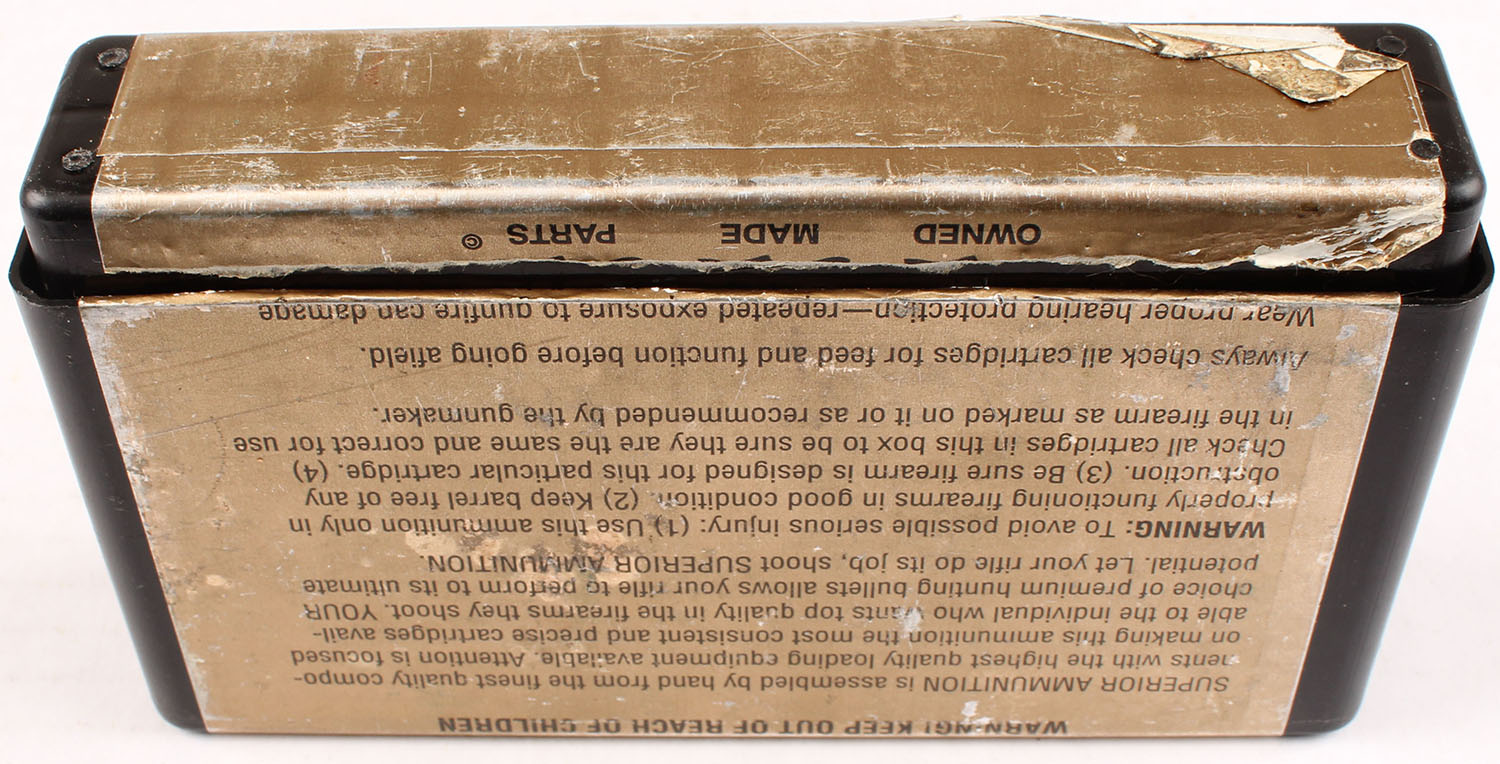 WARNING! KEEP OUT OF REACH OF CHILDREN
SUPERIOR AMMUNITION is assembled by hand from the finest quality compo-
nents with the highest quality loading equipment available. Attention is focused
on making this ammunition the most consistent and precise cartridges avail-
able to the individual who wants top quality in the firearms they shoot. YOUR
choice of premium hunting bullets allows your rifle to perform to its ultimate
potential. Let your rifle do its job, shoot SUPERIOR AMMUNITION.
WARNING: To avoid possible serious injury: (1) Use this ammunition only in
properly functioning firearms in good condition. (2) Keep barrel free of any
obstruction. (3) Be sure firearm is designed for this particular cartridge. (4)
Check all cartridges in this box to be sure they are the same and correct for use
in the firearm as marked on it or as recommended by the gunmaker.
Always check all cartridges for feed and function before going afield.
Wear proper hearing protection—repeated exposure to gunfire can damage
OWNED MADE PARTS ©